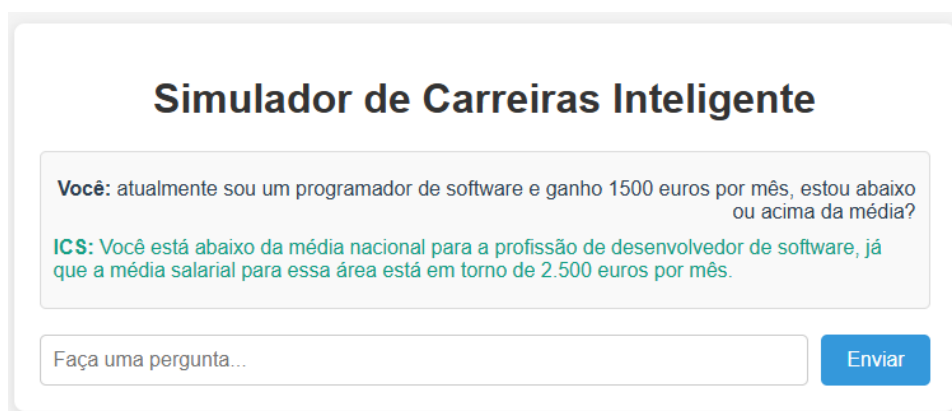 Simulador de Carreiras Inteligente
Você: atualmente sou um programador de software e ganho 1500 euros por mês, estou abaixo
ou acima da média?
ICS: Você está abaixo da média nacional para a profissão de desenvolvedor de software, já
que a média salarial para essa área está em torno de 2.500 euros por mês.
Faça uma pergunta...
Enviar